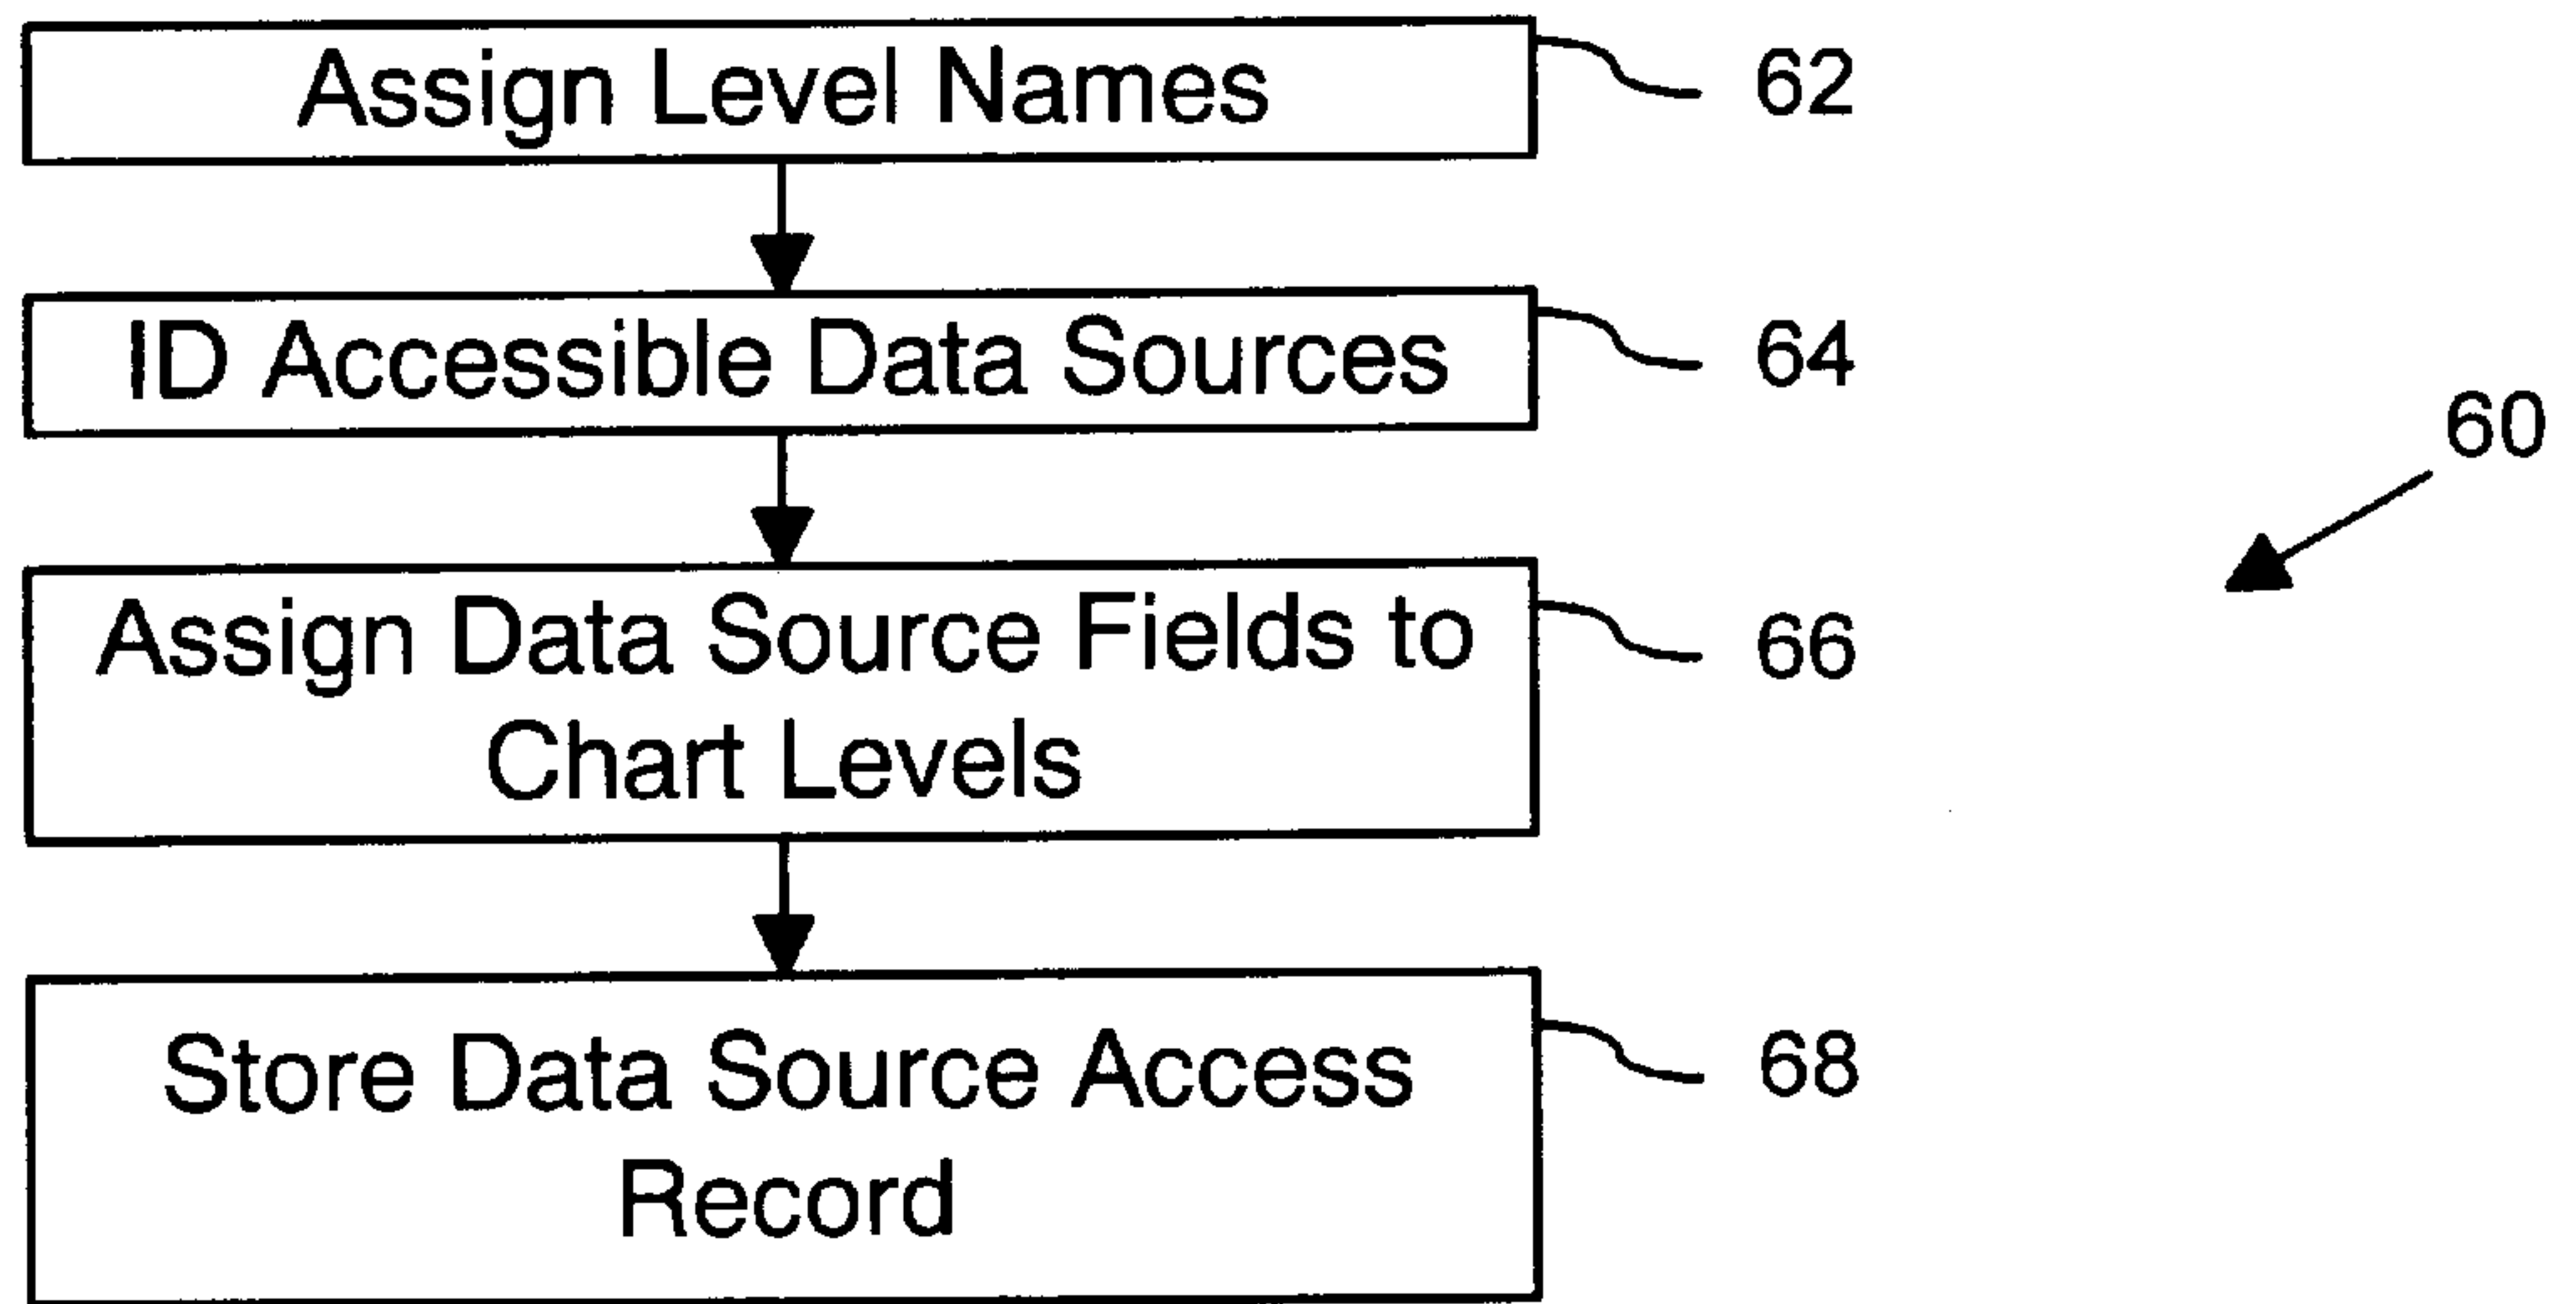 Assign Level Names
62
ID Accessible Data Sources
64
60
Assign Data Source Fields to
Chart Levels
66
Store Data Source Access
Record
68